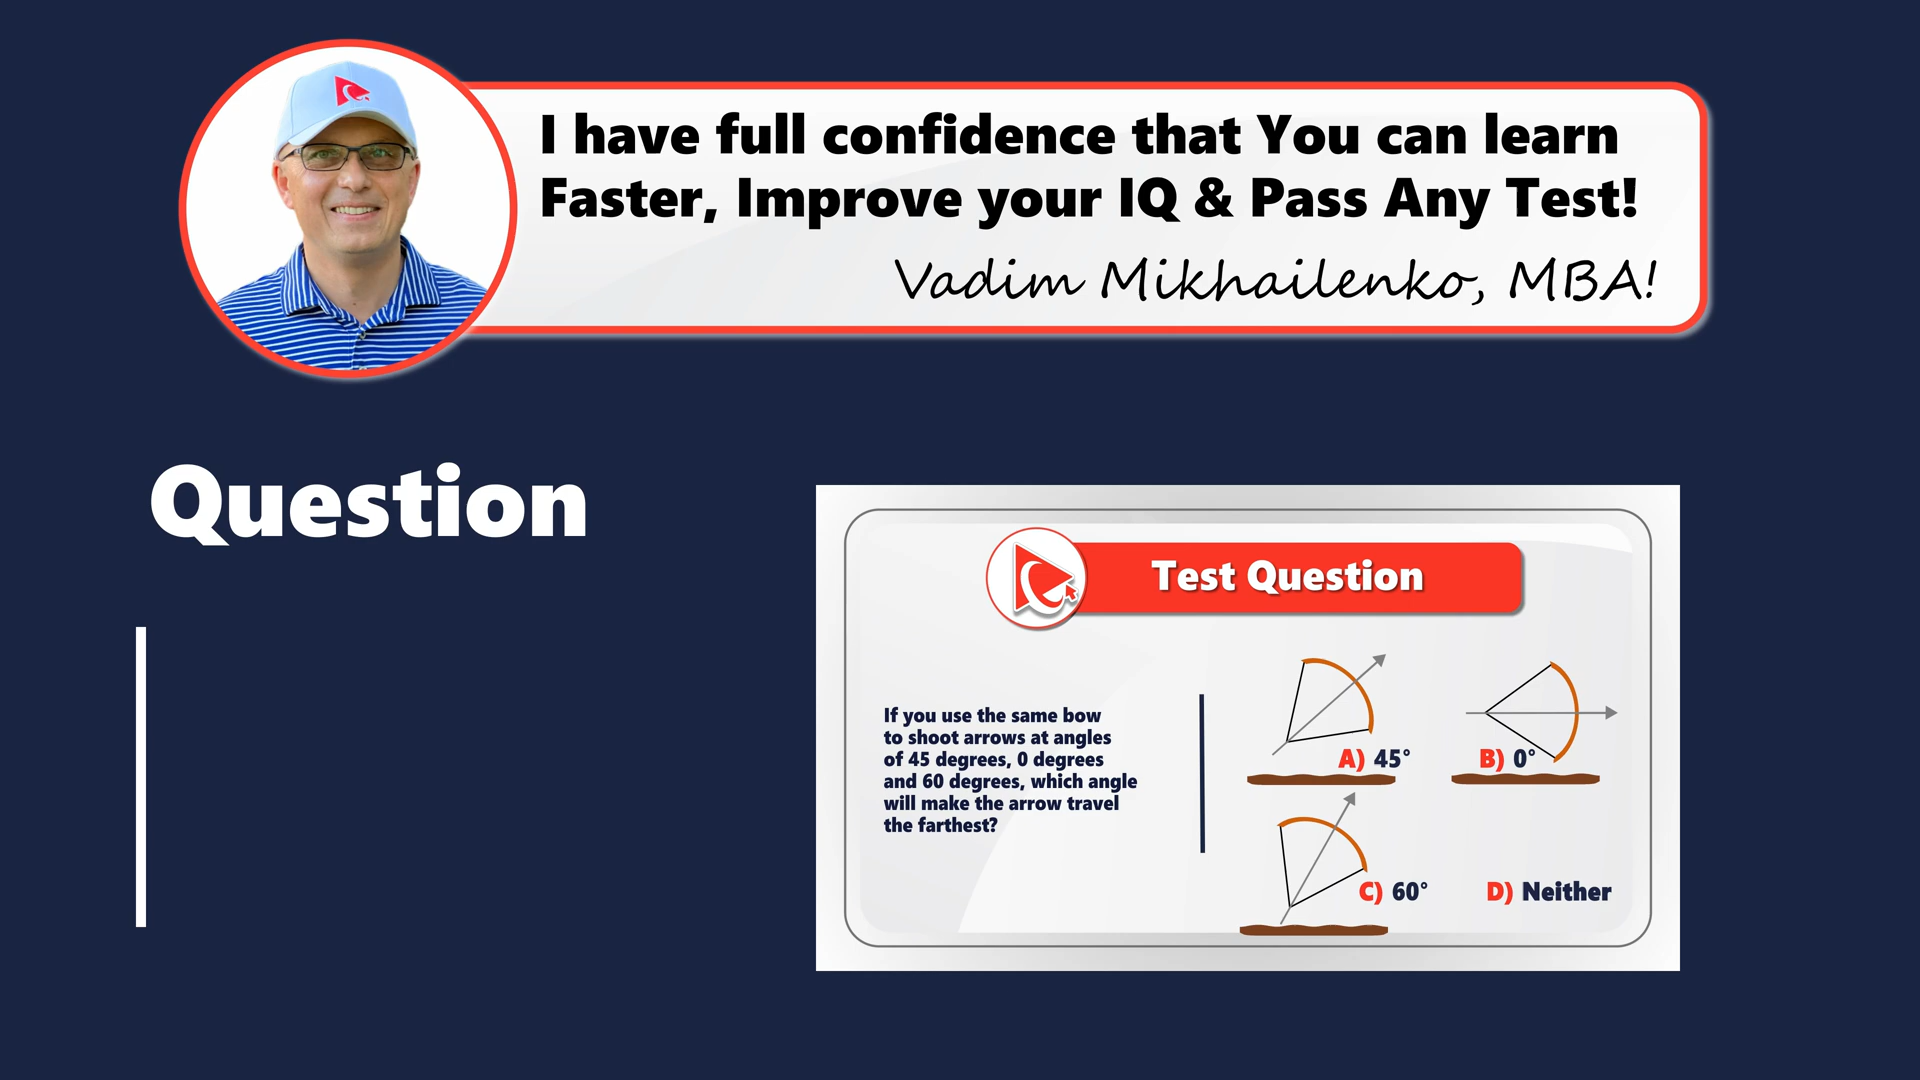 I have full confidence that You can learn
Faster, Improve your IQ & Pass Any Test!
Vadim Mikhailenko, MBA!
Question
Test Question
If you use the same bow
to shoot arrows at angles
of 45 degrees, 0 degrees
and 60 degrees, which angle
will make the arrow travel
the farthest?
A) 45°
B) 0°
C) 60°
D) Neither